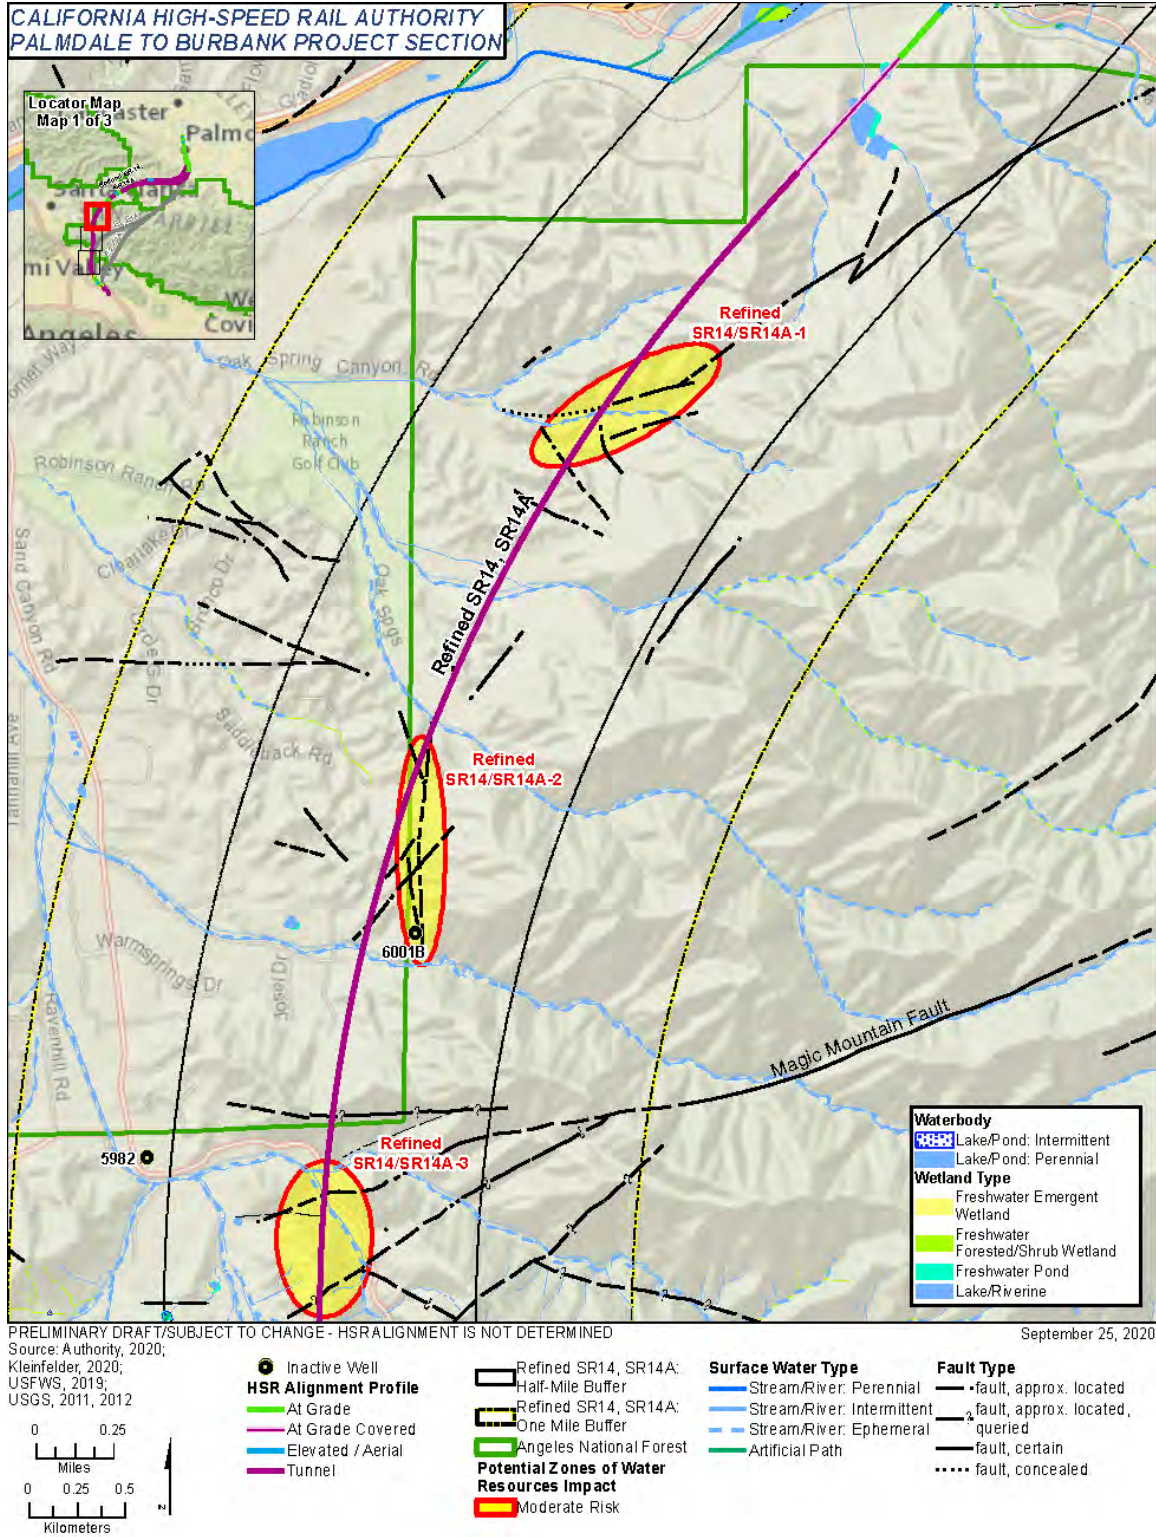 CALIFORNIA HIGH-SPEED RAIL AUTHORITY
PALMDALE TO BURBANK PROJECT SECTION
Locator Map
Map 1 of 3
Palmd
Angeles
Covi
Refined
SR14/SR14A-1
Oak Spring Canyon Rd
Robinson
Ranch
Golf Club
Robinson Ranch Rd
Sand Canyon Rd
Oak Spgs
Refined SR14, SR14A
Saddleback Rd
Refined
SR14/SR14A-2
6001B
Warmsprings Dr
Ravenhill Rd
Magic Mountain Fault
5982
Refined
SR14/SR14A-3
Waterbody
Lake/Pond: Intermittent
Lake/Pond: Perennial
Wetland Type
Freshwater Emergent
Wetland
Freshwater
Forested/Shrub Wetland
Freshwater Pond
Lake/Riverine
PRELIMINARY DRAFT/SUBJECT TO CHANGE - HSR ALIGNMENT IS NOT DETERMINED
September 25, 2020
Source: Authority, 2020;
Kleinfelder, 2020;
USFWS, 2019;
USGS, 2011, 2012
0 0.25
Miles
0 0.25 0.5
Kilometers
N
Inactive Well
HSR Alignment Profile
At Grade
At Grade Covered
Elevated / Aerial
Tunnel
Refined SR14, SR14A:
Half-Mile Buffer
Refined SR14, SR14A:
One Mile Buffer
Angeles National Forest
Potential Zones of Water
Resources Impact
Moderate Risk
Surface Water Type
Stream/River: Perennial
Stream/River: Intermittent
Stream/River: Ephemeral
Artificial Path
Fault Type
fault, approx. located
fault, approx. located,
queried
fault, certain
fault, concealed